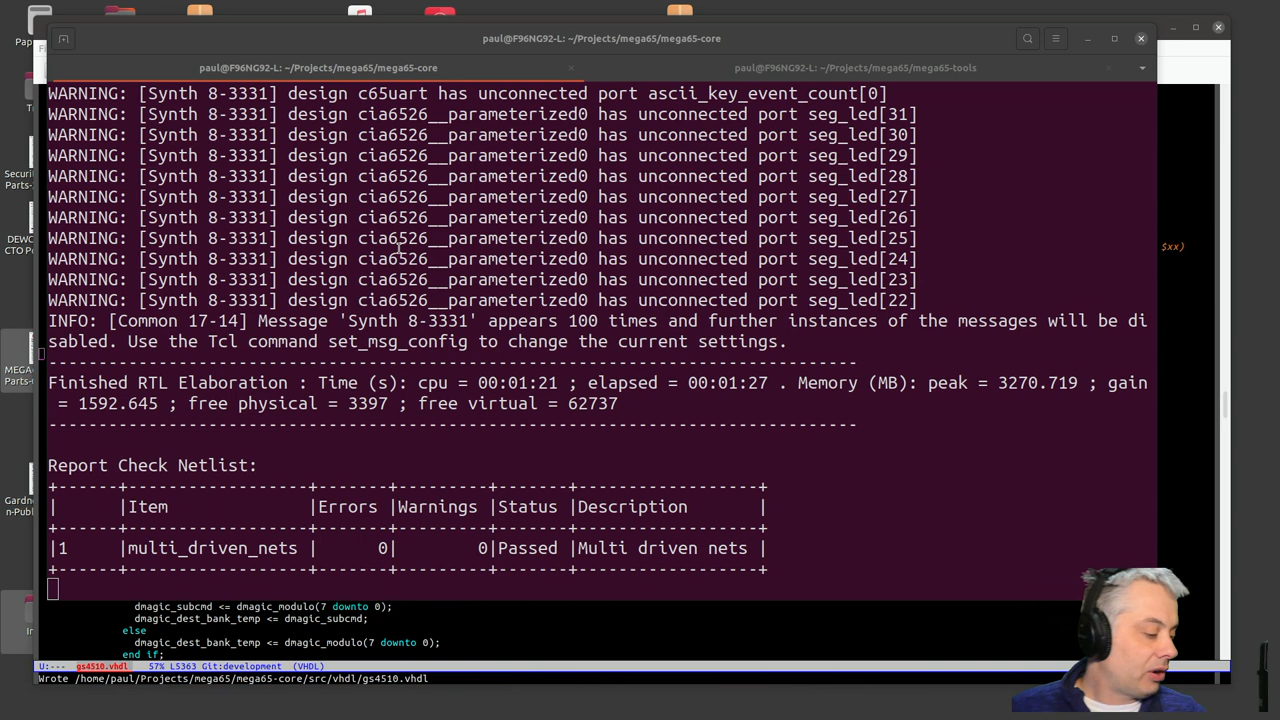 Pap
paul@F96NG92-L: ~/Projects/mega65/mega65-core
paul@F96NG92-L: ~/Projects/mega65/mega65-core
paul@F96NG92-L: ~/Projects/mega65/mega65-tools
WARNING: [Synth 8-3331] design c65uart has unconnected port ascii_key_event_count[0]
WARNING: [Synth 8-3331] design cia6526__parameterized0 has unconnected port seg_led[31]
WARNING: [Synth 8-3331] design cia6526__parameterized0 has unconnected port seg_led[30]
WARNING: [Synth 8-3331] design cia6526__parameterized0 has unconnected port seg_led[29]
WARNING: [Synth 8-3331] design cia6526__parameterized0 has unconnected port seg_led[28]
WARNING: [Synth 8-3331] design cia6526__parameterized0 has unconnected port seg_led[27]
WARNING: [Synth 8-3331] design cia6526__parameterized0 has unconnected port seg_led[26]
WARNING: [Synth 8-3331] design cia6526__parameterized0 has unconnected port seg_led[25]
WARNING: [Synth 8-3331] design cia6526__parameterized0 has unconnected port seg_led[24]
WARNING: [Synth 8-3331] design cia6526__parameterized0 has unconnected port seg_led[23]
WARNING: [Synth 8-3331] design cia6526__parameterized0 has unconnected port seg_led[22]
INFO: [Common 17-14] Message 'Synth 8-3331' appears 100 times and further instances of the messages will be di
sabled. Use the Tcl command set_msg_config to change the current settings.
---------------------------------------------------------------------------------
Finished RTL Elaboration : Time (s): cpu = 00:01:21 ; elapsed = 00:01:27 . Memory (MB): peak = 3270.719 ; gain
 = 1592.645 ; free physical = 3397 ; free virtual = 62737
---------------------------------------------------------------------------------
Report Check Netlist:
+------+------------------+-------+---------+-------+------------------+
|      |Item              |Errors |Warnings |Status |Description       |
+------+------------------+-------+---------+-------+------------------+
|1     |multi_driven_nets |      0|        0|Passed |Multi driven nets |
+------+------------------+-------+---------+-------+------------------+
Securi
Parts-
DEWC
CTO P
MEGA
Parts-
Gardn
n-Publ
$xx)
dmagic_subcmd <= dmagic_modulo(7 downto 0);
dmagic_dest_bank_temp <= dmagic_subcmd;
else
dmagic_dest_bank_temp <= dmagic_modulo(7 downto 0);
end if;
U:--- gs4510.vhdl 57% L5363 Git:development (VHDL)
Wrote /home/paul/Projects/mega65/mega65-core/src/vhdl/gs4510.vhdl